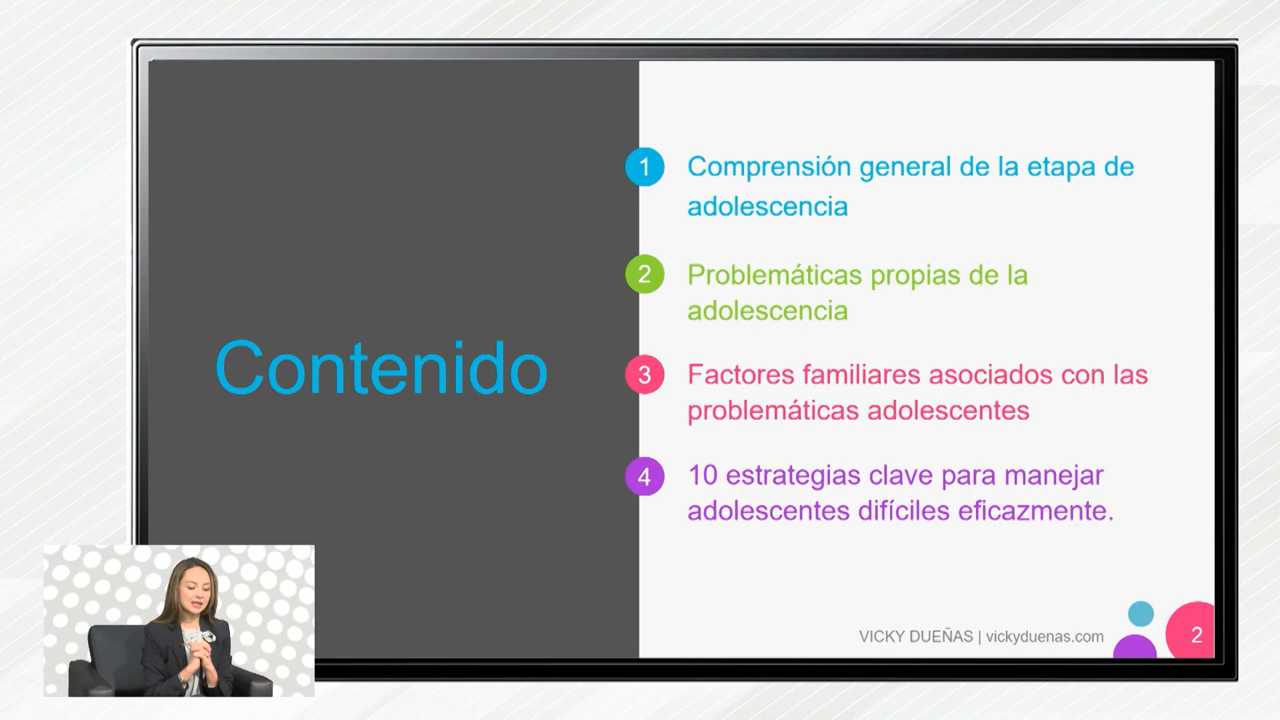 Contenido
1 Comprensión general de la etapa de
adolescencia
2 Problemáticas propias de la
adolescencia
3 Factores familiares asociados con las
problemáticas adolescentes
4 10 estrategias clave para manejar
adolescentes difíciles eficazmente.
VICKY DUEÑAS | vickyduenas.com
2